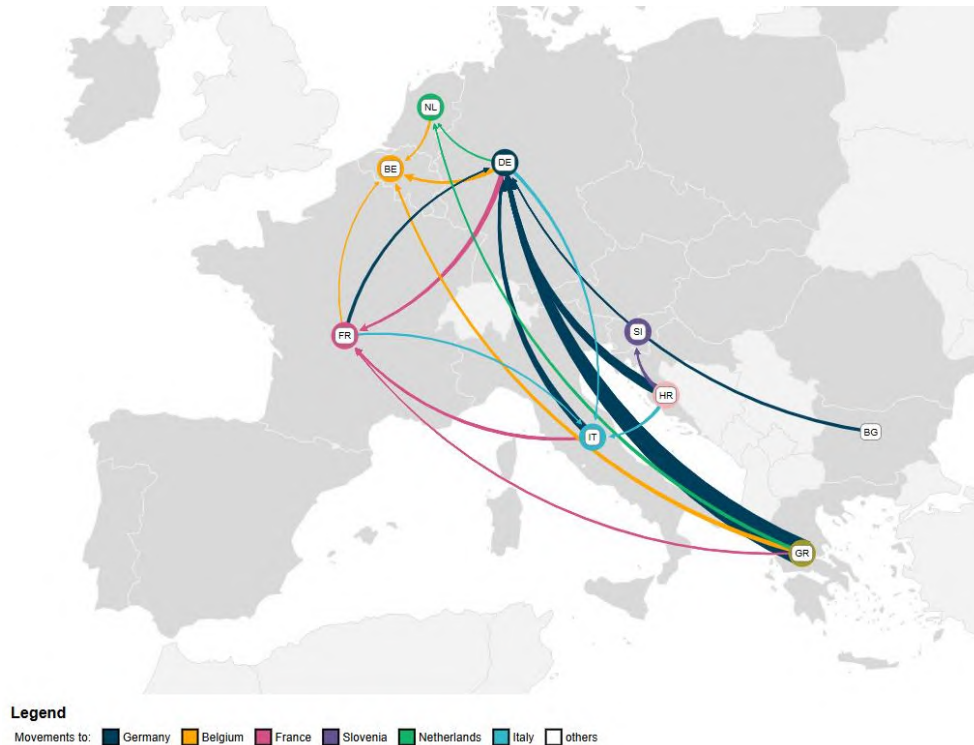 NL
DE
BE
SI
FR
HR
BG
IT
GR
Legend
Movements to: Germany Belgium France Slovenia Netherlands Italy others